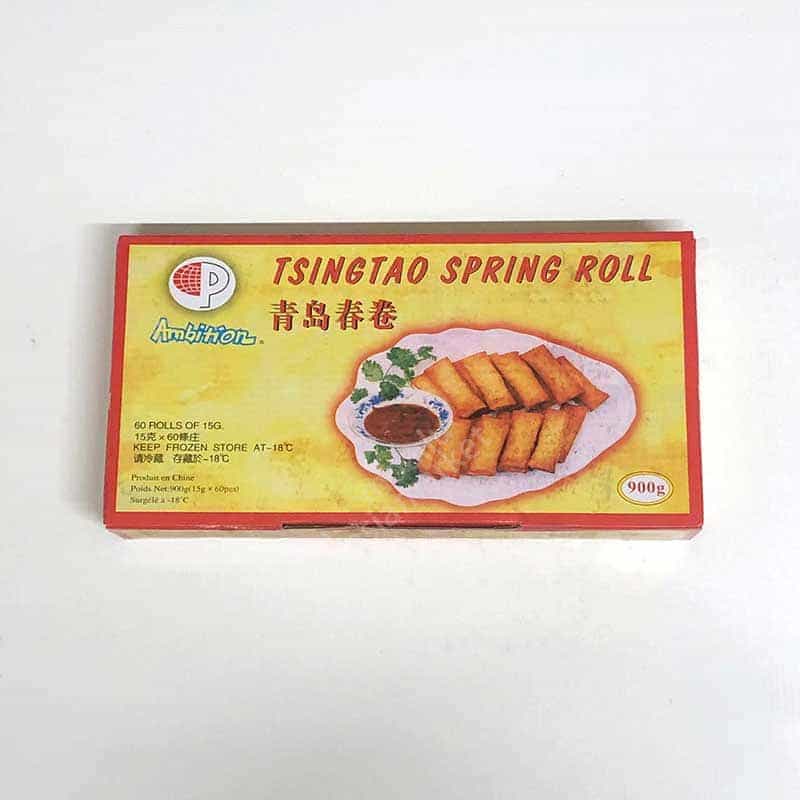 P
Ambition
TSINGTAO SPRING ROLL
青岛春卷
60 ROLLS OF 15G.
15克×60條庄
KEEP FROZEN STORE AT-18℃
请冷藏 存藏於-18℃
Produit en Chine
Poids Net:900g(15g × 60pcs)
Surgélé à -18℃
900g